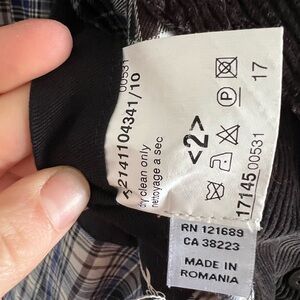 00531
<2141104341/10
dry clean only
nettoyage a sec
<2>
17
17145 00531
RN 121689
CA 38223
MADE IN
ROMANIA